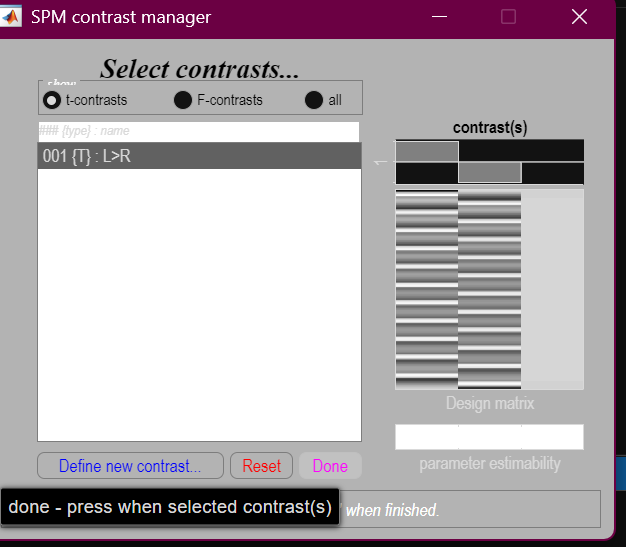 SPM contrast manager
Select contrasts...
show
t-contrasts
F-contrasts
all
### {type} : name
001 {T} : L>R
contrast(s)
1
Design matrix
parameter estimability
Define new contrast...
Reset
Done
done - press when selected contrast(s)
when finished.